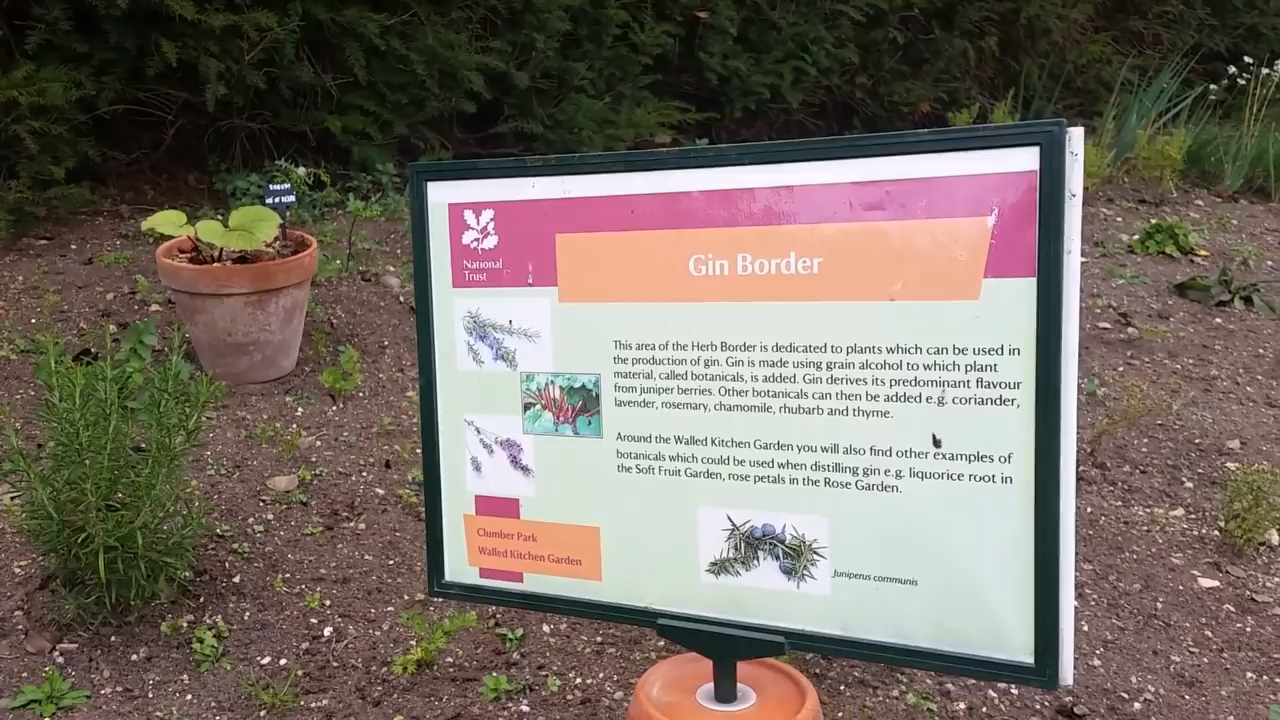 National
Trust
Gin Border
This area of the Herb Border is dedicated to plants which can be used in
the production of gin. Gin is made using grain alcohol to which plant
material, called botanicals, is added. Gin derives its predominant flavour
from juniper berries. Other botanicals can then be added e.g. coriander,
lavender, rosemary, chamomile, rhubarb and thyme.
Around the Walled Kitchen Garden you will also find other examples of
botanicals which could be used when distilling gin e.g. liquorice root in
the Soft Fruit Garden, rose petals in the Rose Garden.
Clumber Park
Walled Kitchen Garden
Juniperus communis